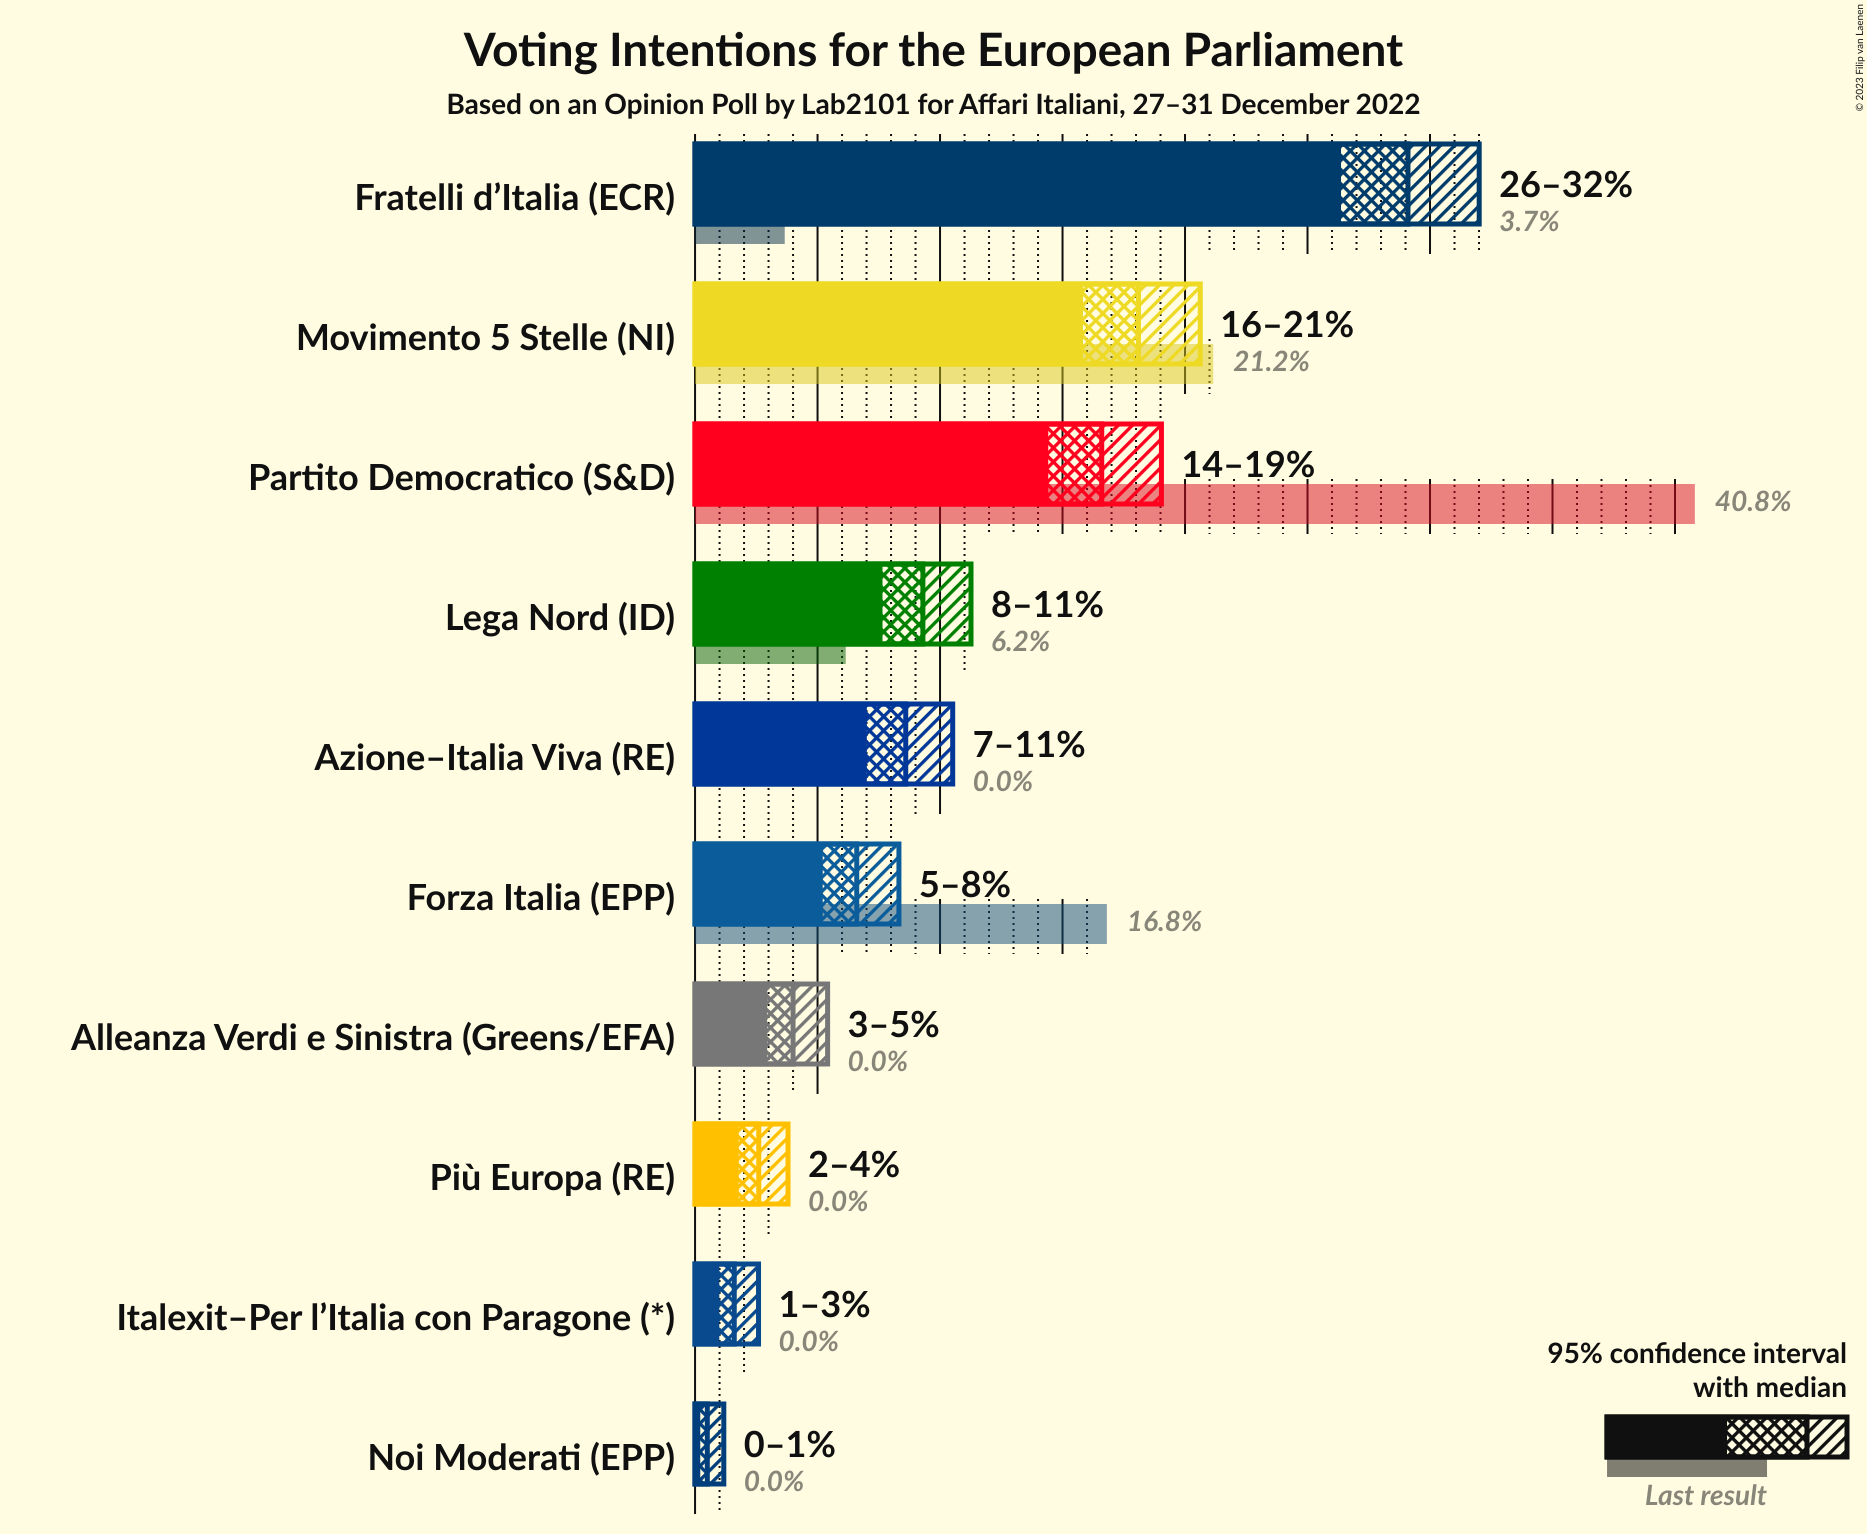 Voting Intentions for the European Parliament
Based on an Opinion Poll by Lab2101 for Affari Italiani, 27–31 December 2022
© 2023 Filip van Laenen
Fratelli d’Italia (ECR)
26–32%
3.7%
Movimento 5 Stelle (NI)
16–21%
21.2%
Partito Democratico (S&D)
14–19%
40.8%
Lega Nord (ID)
8–11%
6.2%
Azione–Italia Viva (RE)
7–11%
0.0%
Forza Italia (EPP)
5–8%
16.8%
Alleanza Verdi e Sinistra (Greens/EFA)
3–5%
0.0%
Più Europa (RE)
2–4%
0.0%
Italexit–Per l’Italia con Paragone (*)
1–3%
0.0%
Noi Moderati (EPP)
0–1%
0.0%
95% confidence interval
with median
Last result